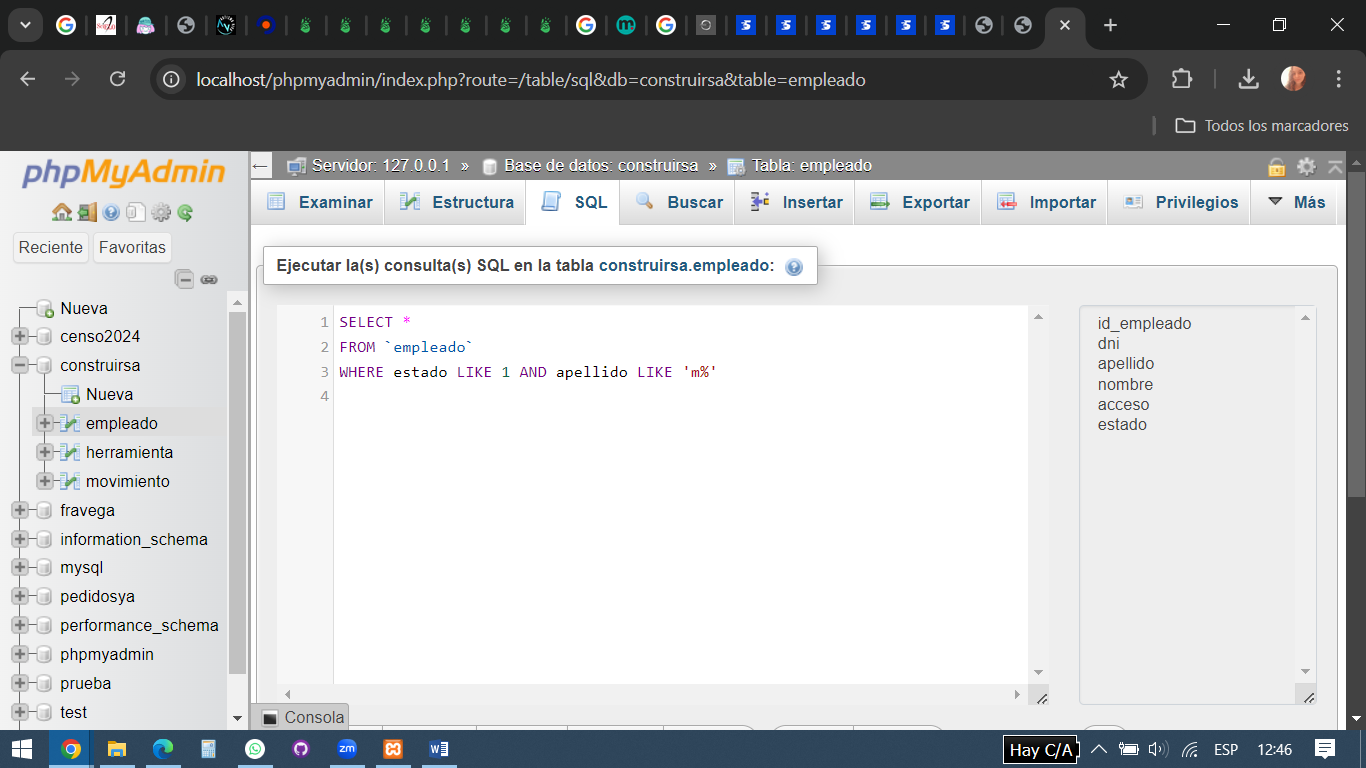 localhost/phpmyadmin/index.php?route=/table/sql&db=construirsa&table=empleado
Todos los marcadores
phpMyAdmin
Reciente Favoritas
Nueva
censo2024
construirsa
Nueva
empleado
herramienta
movimiento
fravega
information_schema
mysql
pedidosya
performance_schema
phpmyadmin
prueba
test
Servidor: 127.0.0.1 » Base de datos: construirsa » Tabla: empleado
Examinar Estructura SQL Buscar Insertar Exportar Importar Privilegios Más
Ejecutar la(s) consulta(s) SQL en la tabla construirsa.empleado:
1 SELECT *
2 FROM `empleado`
3 WHERE estado LIKE 1 AND apellido LIKE 'm%'
4
id_empleado
dni
apellido
nombre
acceso
estado
Consola
Hay C/A ESP 12:46